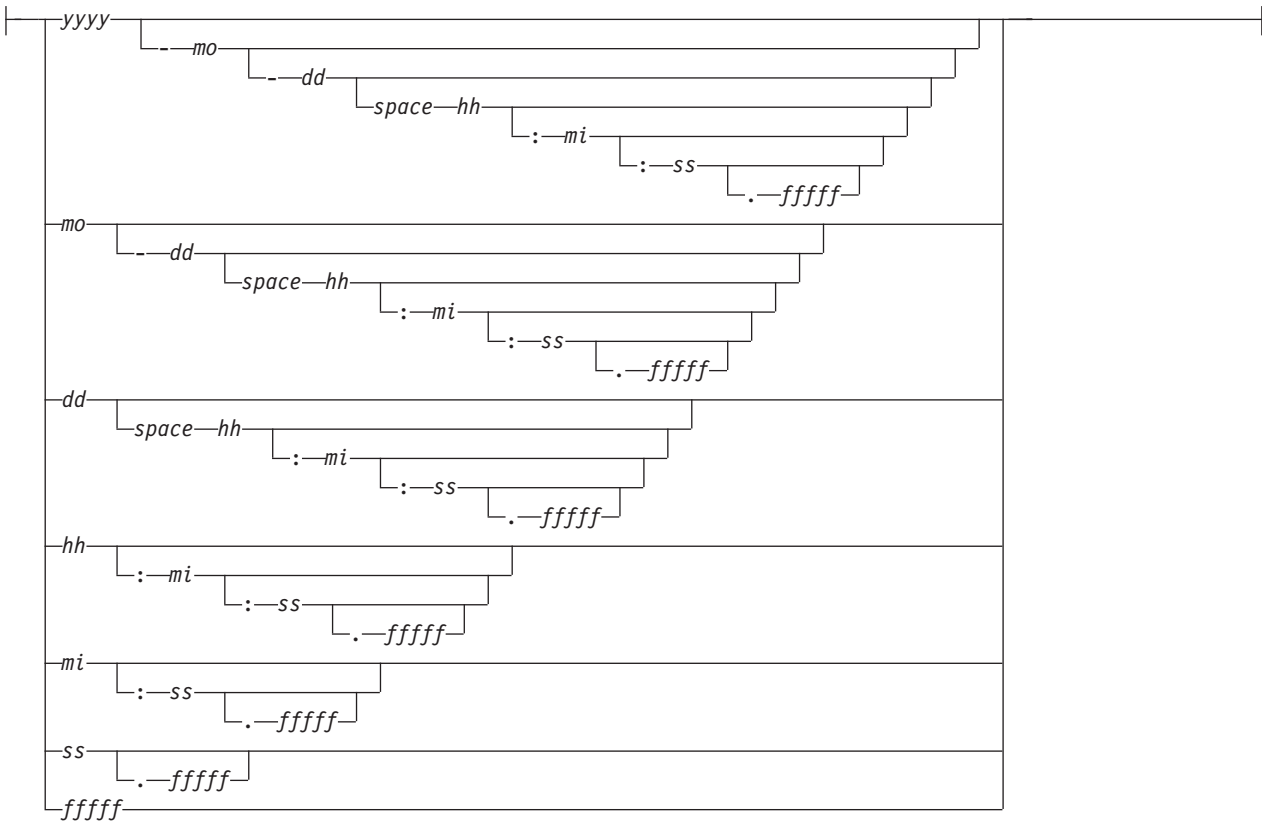 yyyy
- mo
- dd
space hh
: mi
: ss
. fffff
mo
- dd
space hh
: mi
: ss
. fffff
dd
space hh
: mi
: ss
. fffff
hh
: mi
: ss
. fffff
mi
: ss
. fffff
ss
. fffff
fffff